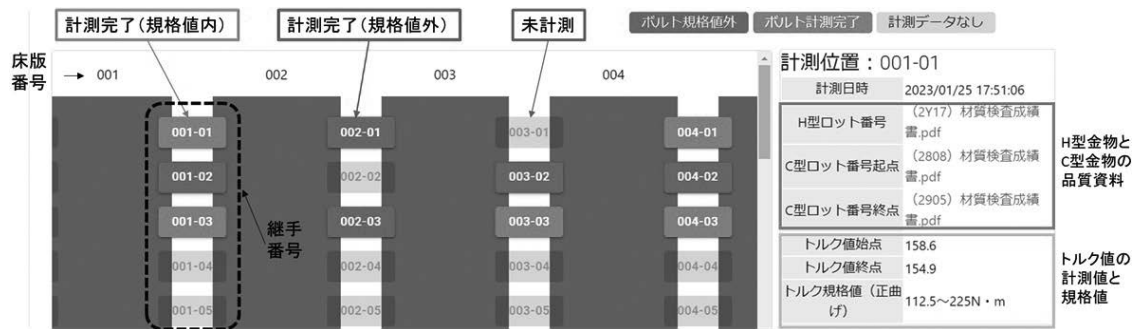 計測完了(規格値内)
計測完了(規格値外)
未計測
ボルト規格値外
ボルト計測完了
計測データなし
床版
番号
001
002
003
004
001-01
002-01
003-01
004-01
001-02
002-02
003-02
004-02
001-03
002-03
003-03
004-03
001-04
002-04
003-04
004-04
001-05
002-05
003-05
004-05
継手
番号
計測位置:001-01
計測日時 2023/01/25 17:51:06
H型ロット番号 (2Y17)材質検査成績
書.pdf
C型ロット番号起点 (2808)材質検査成績
書.pdf
C型ロット番号終点 (2905)材質検査成績
書.pdf
トルク値始点 158.6
トルク値終点 154.9
トルク規格値(正曲
げ) 112.5~225N・m
H型金物と
C型金物の
品質資料
トルク値の
計測値と
規格値